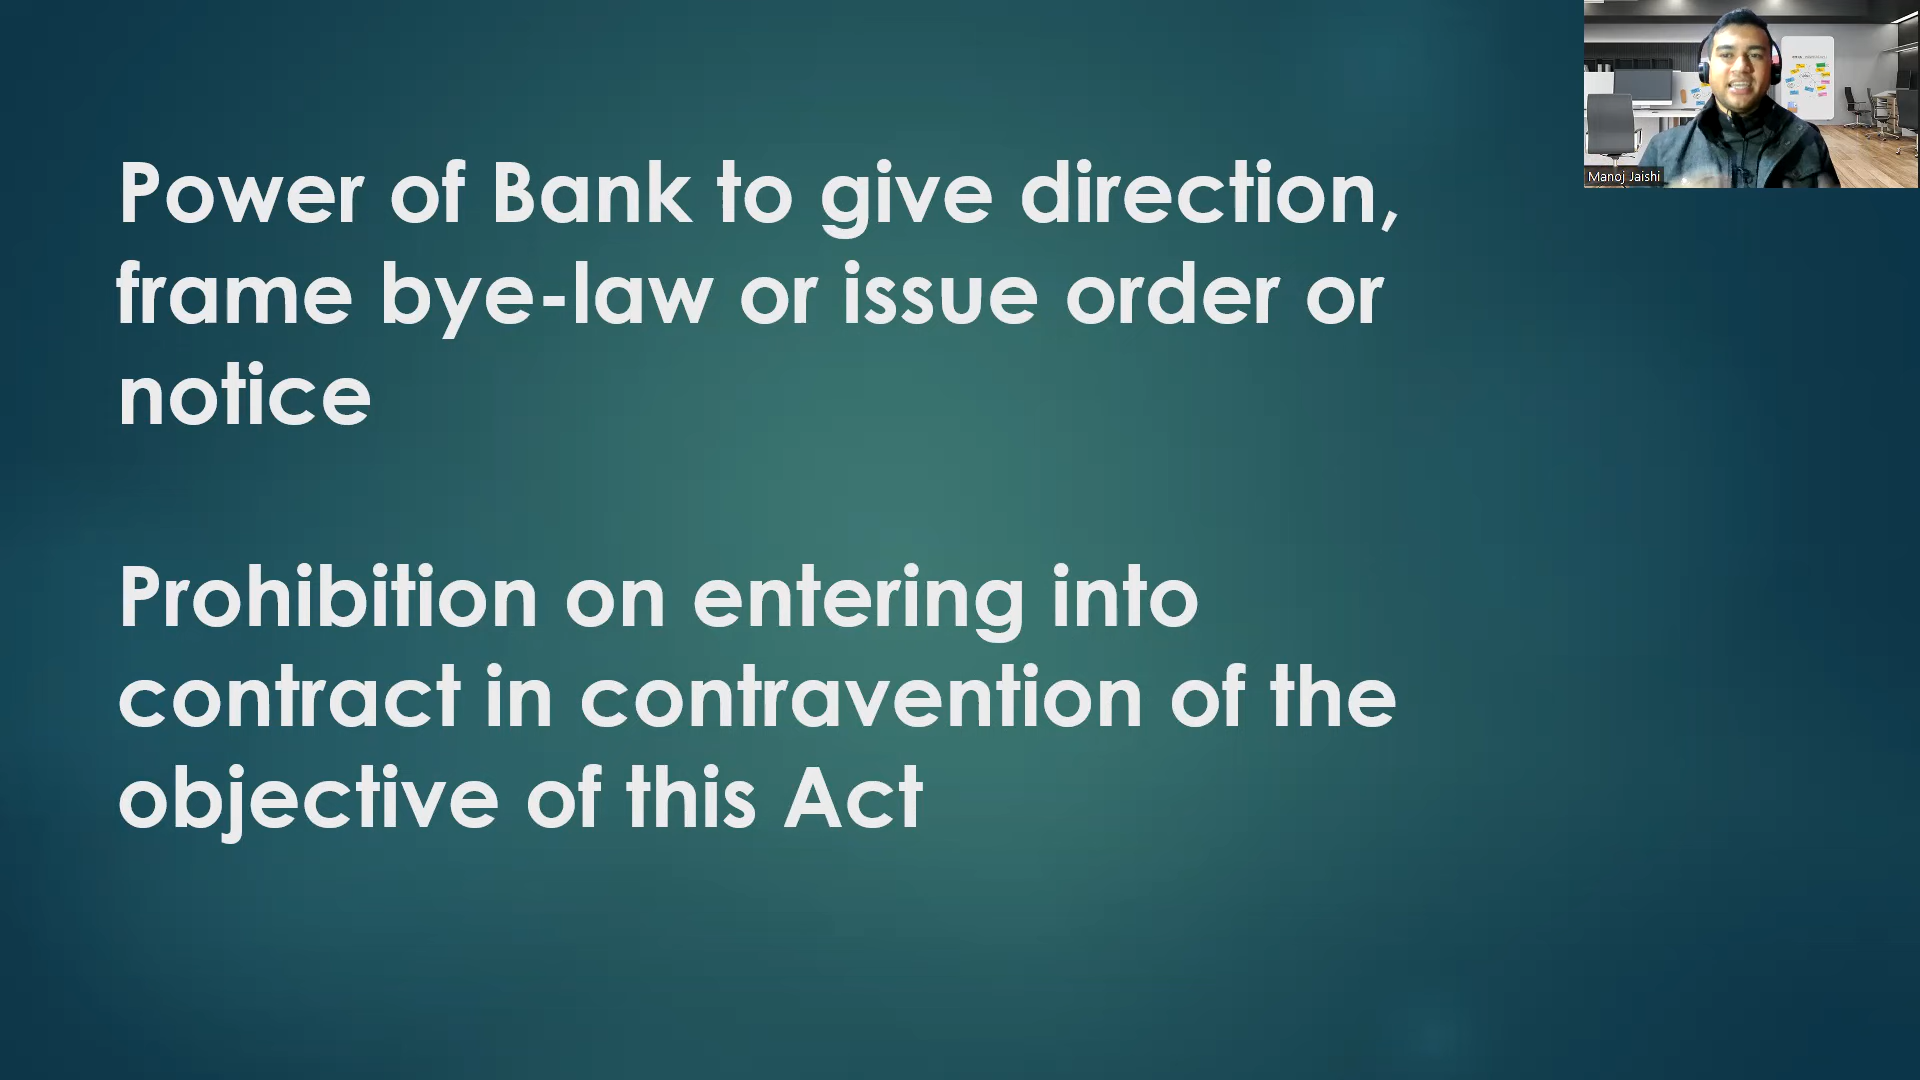 Power of Bank to give direction,
frame bye-law or issue order or
notice
Prohibition on entering into
contract in contravention of the
objective of this Act
Manoj Jaishi